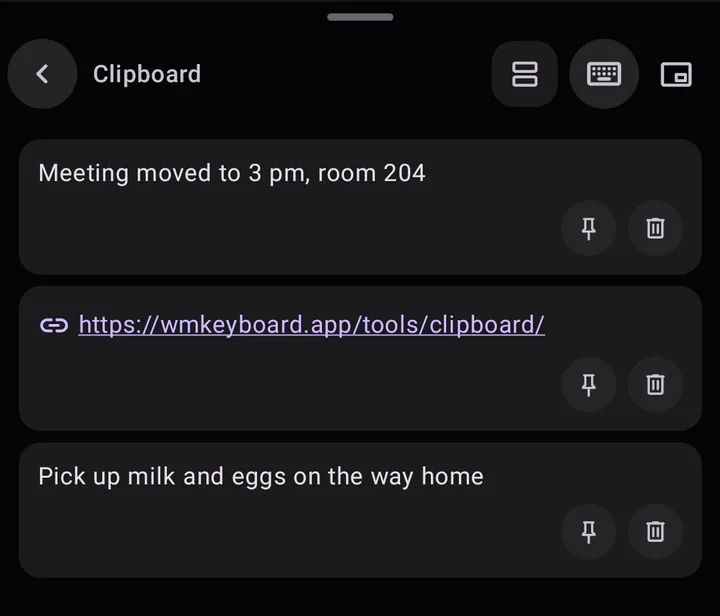 Clipboard
Meeting moved to 3 pm, room 204
https://wmkeyboard.app/tools/clipboard/
Pick up milk and eggs on the way home